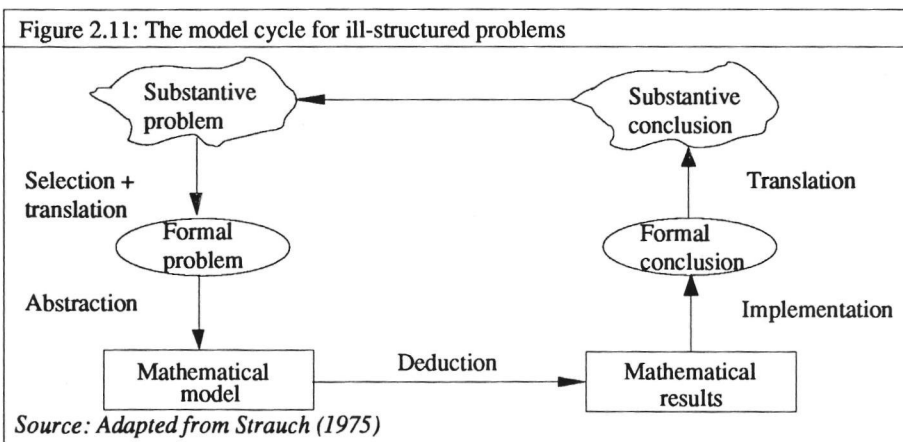 Figure 2.11: The model cycle for ill-structured problems
Substantive
problem
Substantive
conclusion
Selection +
translation
Translation
Formal
problem
Formal
conclusion
Abstraction
Implementation
Deduction
Mathematical
model
Mathematical
results
Source: Adapted from Strauch (1975)